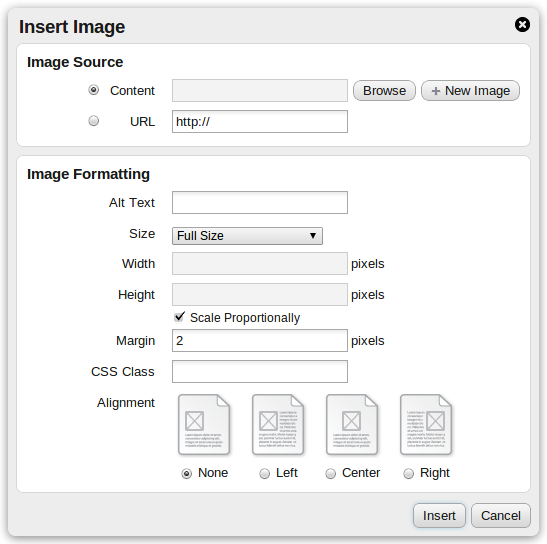 Insert Image
Image Source
Content Browse + New Image
URL http://
Image Formatting
Alt Text
Size Full Size
Width pixels
Height pixels
Scale Proportionally
Margin 2 pixels
CSS Class
Alignment
None Left Center Right
Insert Cancel